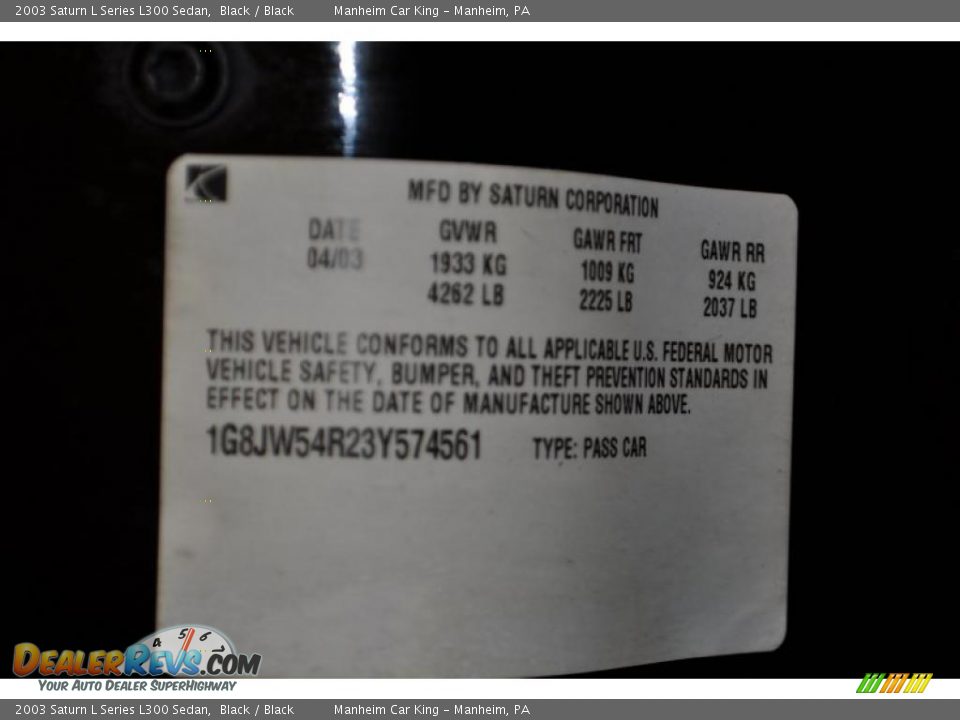 2003 Saturn L Series L300 Sedan, Black / Black Manheim Car King - Manheim, PA
MFD BY SATURN CORPORATION
DATE GVWR GAWR FRT GAWR RR
04/03 1933 KG 1009 KG 924 KG
4262 LB 2225 LB 2037 LB
THIS VEHICLE CONFORMS TO ALL APPLICABLE U.S. FEDERAL MOTOR
VEHICLE SAFETY, BUMPER, AND THEFT PREVENTION STANDARDS IN
EFFECT ON THE DATE OF MANUFACTURE SHOWN ABOVE.
1G8JW54R23Y574561 TYPE: PASS CAR
4 5 6 7
DEALERREVS.COM
YOUR AUTO DEALER SUPERHIGHWAY
2003 Saturn L Series L300 Sedan, Black / Black Manheim Car King - Manheim, PA